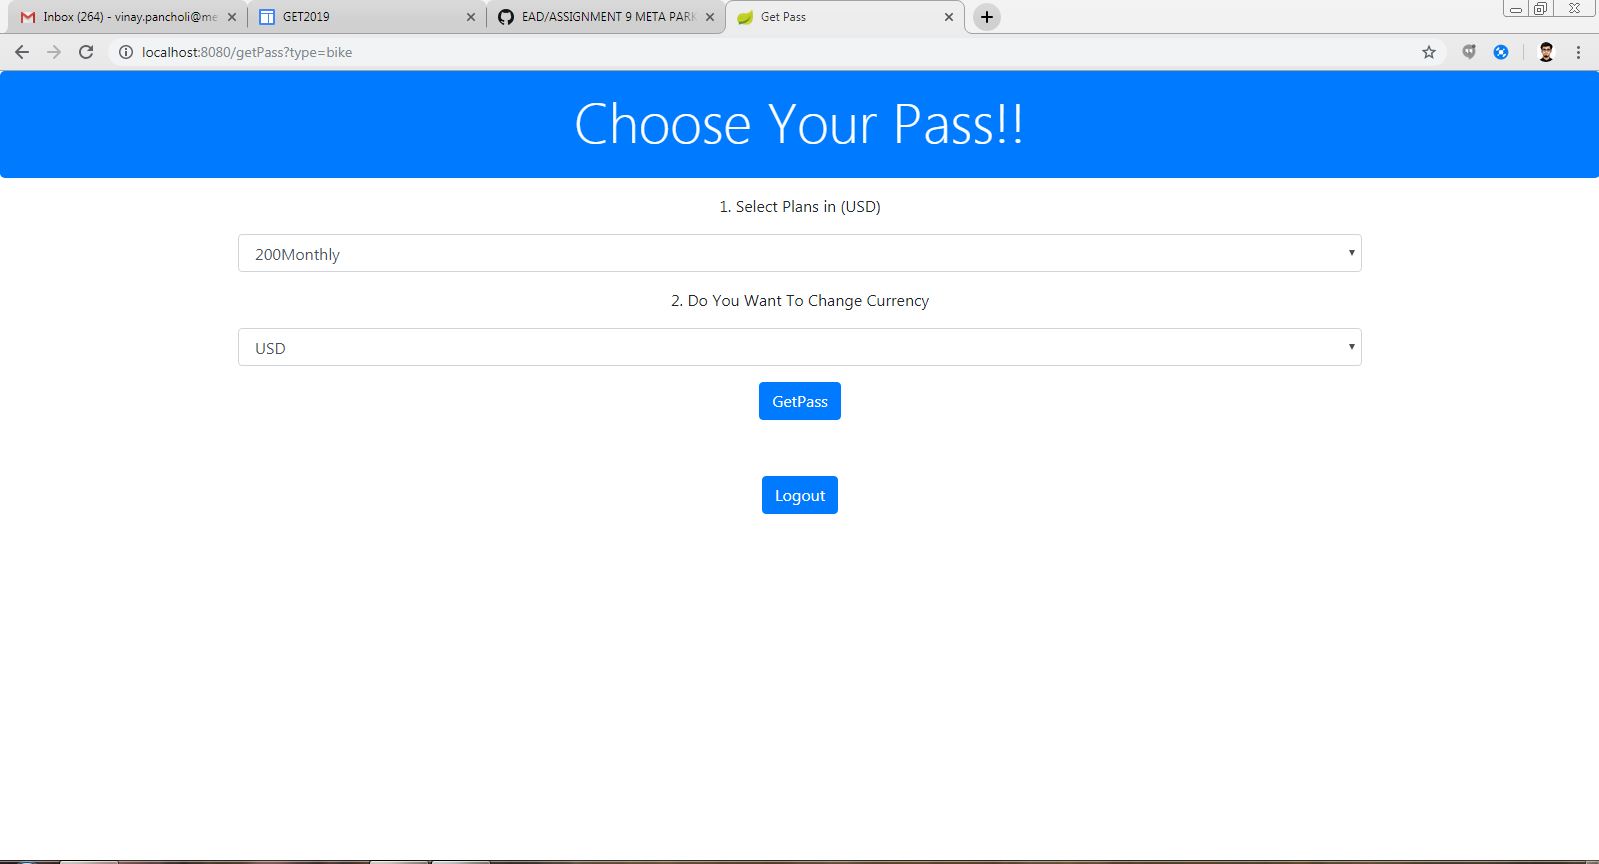 Inbox (264) - vinay.pancholi@me
GET2019
EAD/ASSIGNMENT 9 META PARK
Get Pass
localhost:8080/getPass?type=bike
Choose Your Pass!!
1. Select Plans in (USD)
200Monthly
2. Do You Want To Change Currency
USD
GetPass
Logout